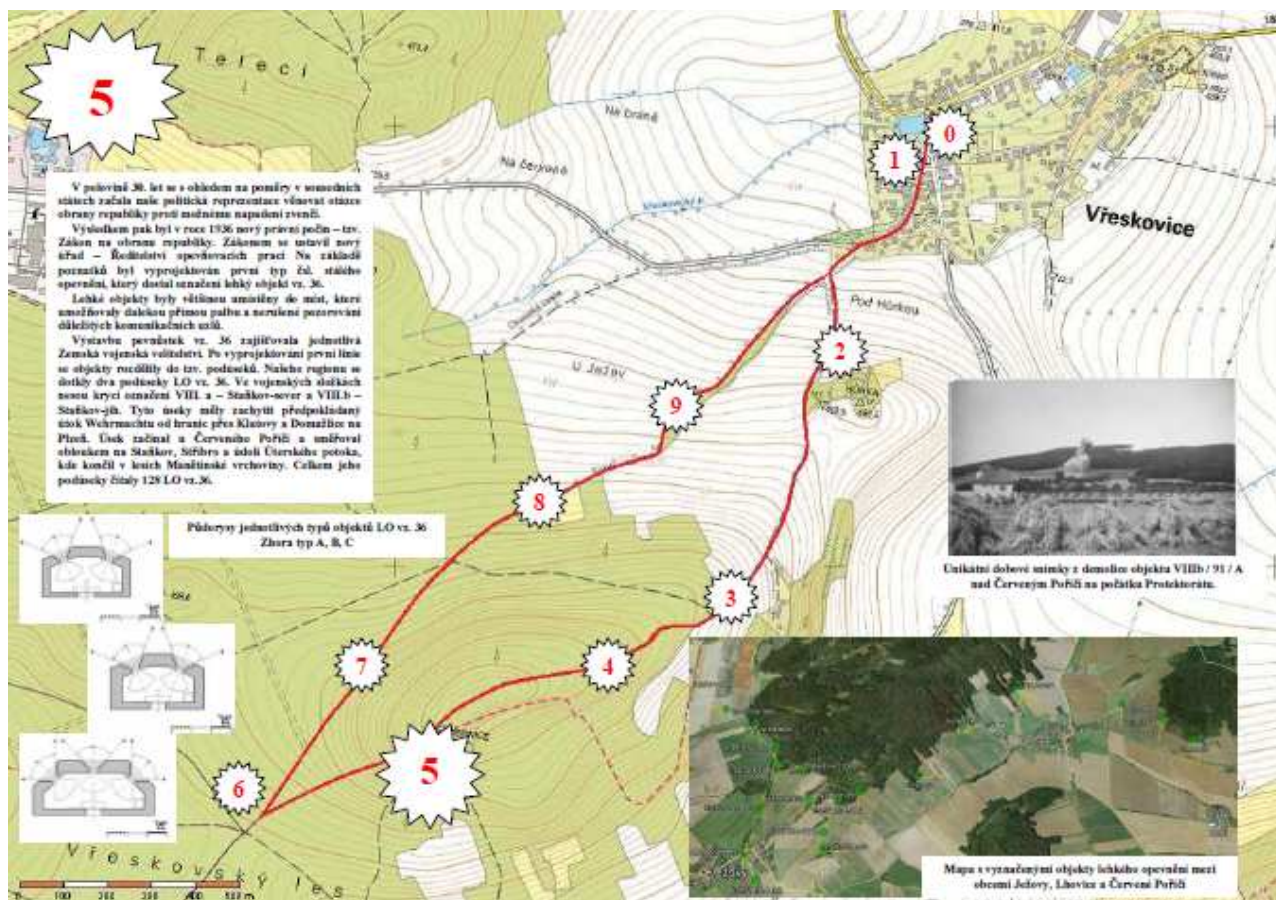 5
Telecí
Na bráně
Na červené
0
1
Vřeskovice
V polovině 30. let se s ohledem na poměry v sousedních
státech začala naše politická reprezentace věnovat otázce
obrany republiky proti možnému napadení zvenčí.
Výsledkem pak byl v roce 1936 nový právní počin – tzv.
Zákon na obranu republiky. Zákonem se ustavil nový
úřad – Ředitelství opevňovacích prací Na základě
poznatků byl vyprojektován první typ čsl. stálého
opevnění, který dostal označení lehký objekt vz. 36.
Lehké objekty byly většinou umístěny do míst, které
umožňovaly dalekou přímou palbu a nerušené pozorování
důležitých komunikačních uzlů.
Výstavbu pevnůstek vz. 36 zajišťovala jednotlivá
Zemská vojenská velitelství. Po vyprojektování první linie
se objekty rozdělily do tzv. podúseků. Našeho regionu se
dotkly dva podúseky LO vz. 36. Ve vojenských složkách
nesou krycí označení VIII. a – Staňkov-sever a VIII.b –
Staňkov-jih. Tyto úseky měly zachytit předpokládaný
útok Wehrmachtu od hranic přes Klatovy a Domažlice na
Plzeň. Úsek začínal u Červeného Poříčí a směřoval
obloukem na Staňkov, Stříbro a údolí Úterského potoka,
kde končil v lesích Manětínské vrchoviny. Celkem jeho
podúseky čítaly 128 LO vz.36.
Pod Hůrkou
2
U Ježev
9
8
Půdorysy jednotlivých typů objektů LO vz. 36
Zhora typ A, B, C
Unikátní dobové snímky z demolice objektu VIIIb / 91 / A
nad Červeným Poříčí na počátku Protektorátu.
3
4
7
5
6
Vřeskovský les
0 100 200 300 400 500 m
Mapa s vyznačenými objekty lehkého opevnění mezi
obcemi Ježovy, Lhovice a Červené Poříčí